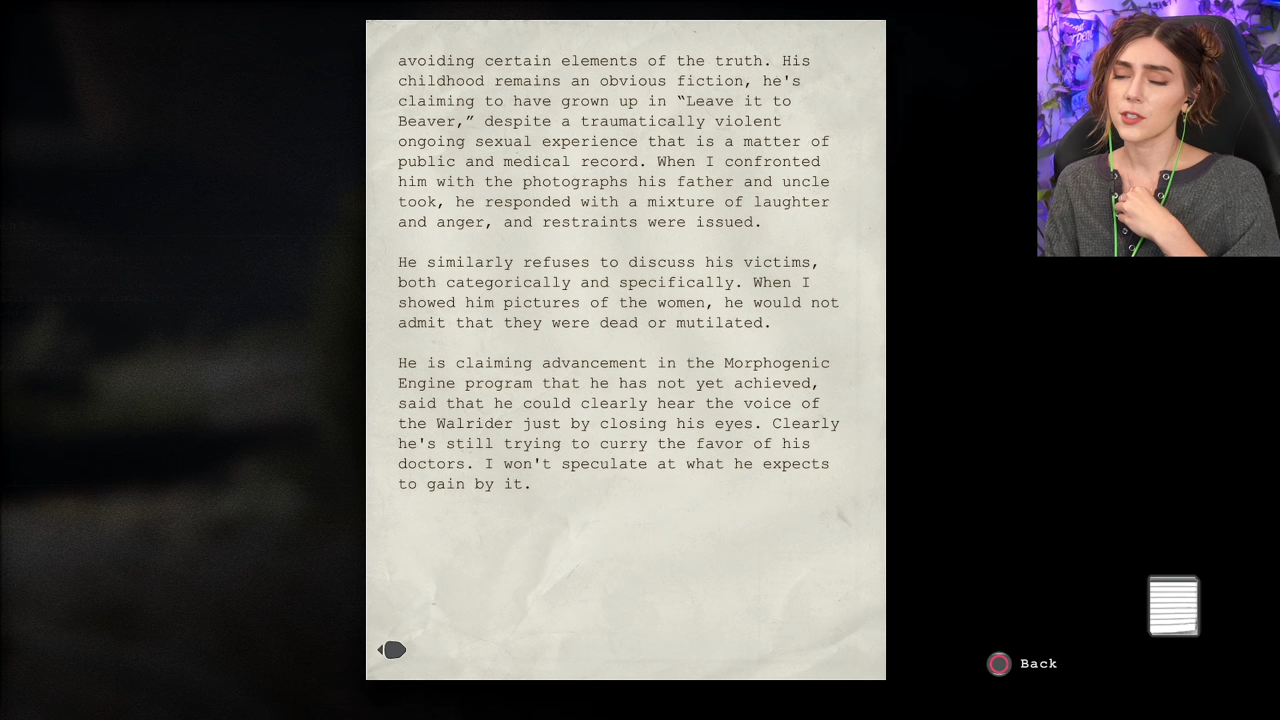 avoiding certain elements of the truth. His
childhood remains an obvious fiction, he's
claiming to have grown up in “Leave it to
Beaver,” despite a traumatically violent
ongoing sexual experience that is a matter of
public and medical record. When I confronted
him with the photographs his father and uncle
took, he responded with a mixture of laughter
and anger, and restraints were issued.
He similarly refuses to discuss his victims,
both categorically and specifically. When I
showed him pictures of the women, he would not
admit that they were dead or mutilated.
He is claiming advancement in the Morphogenic
Engine program that he has not yet achieved,
said that he could clearly hear the voice of
the Walrider just by closing his eyes. Clearly
he's still trying to curry the favor of his
doctors. I won't speculate at what he expects
to gain by it.
Back